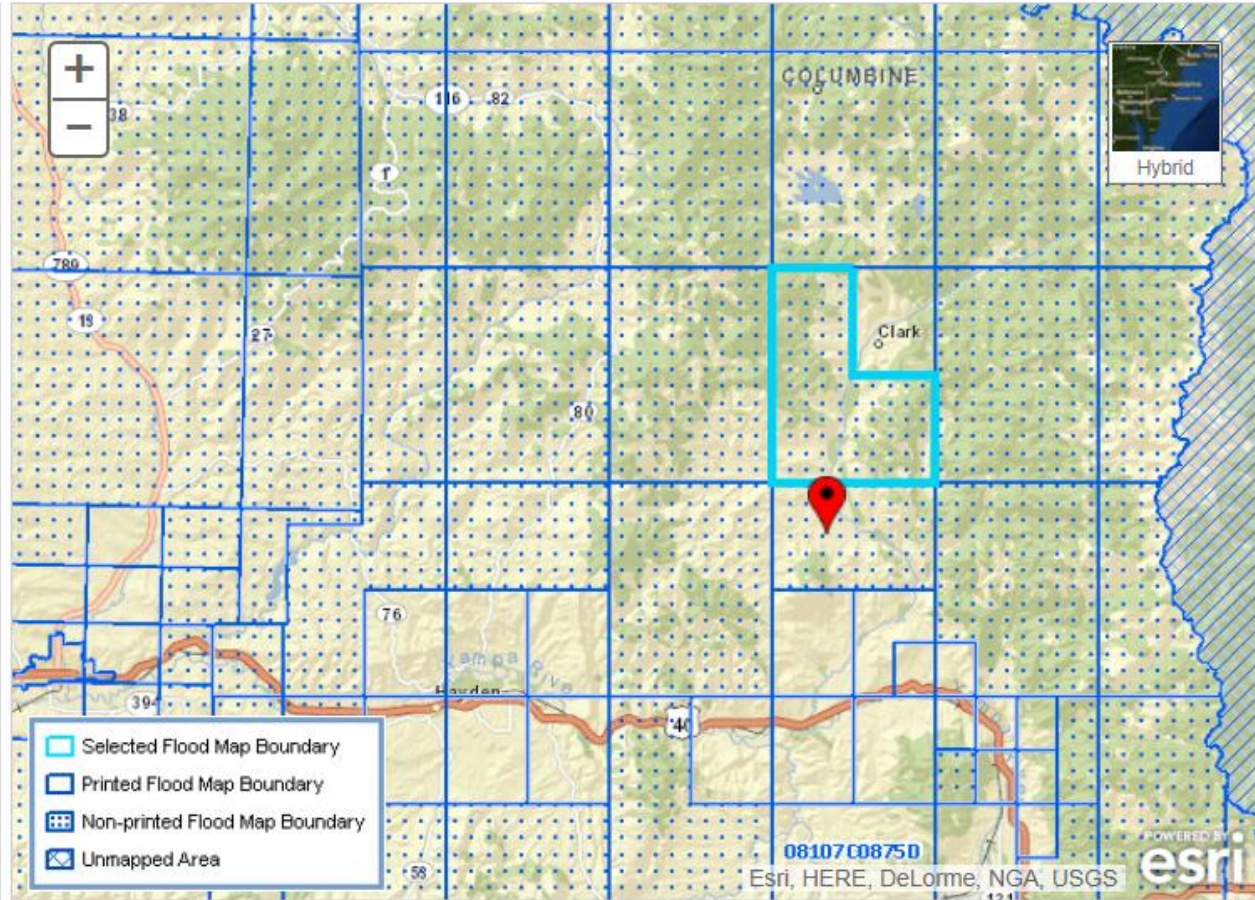 +
−
COLUMBINE
Hybrid
116
82
38
1
789
13
27
Clark
80
76
Yampa River
Hayden
394
40
Selected Flood Map Boundary
Printed Flood Map Boundary
Non-printed Flood Map Boundary
Unmapped Area
58
08107C0875D
Esri, HERE, DeLorme, NGA, USGS
POWERED BY
esri
131